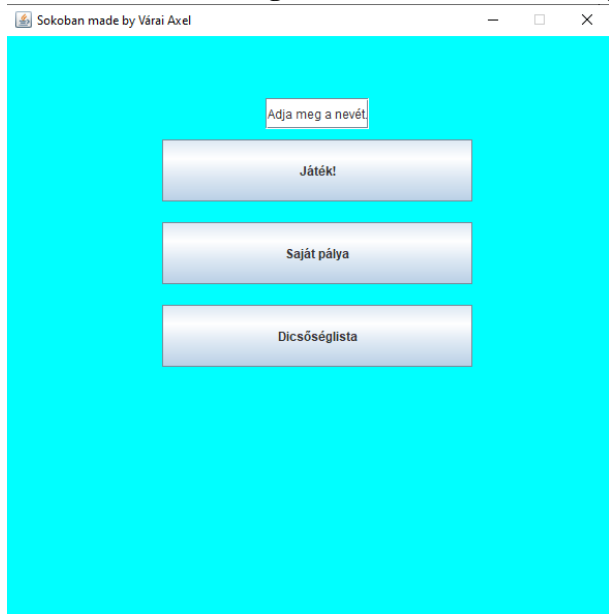 Sokoban made by Várai Axel
Adja meg a nevét.
Játék!
Saját pálya
Dicsőséglista